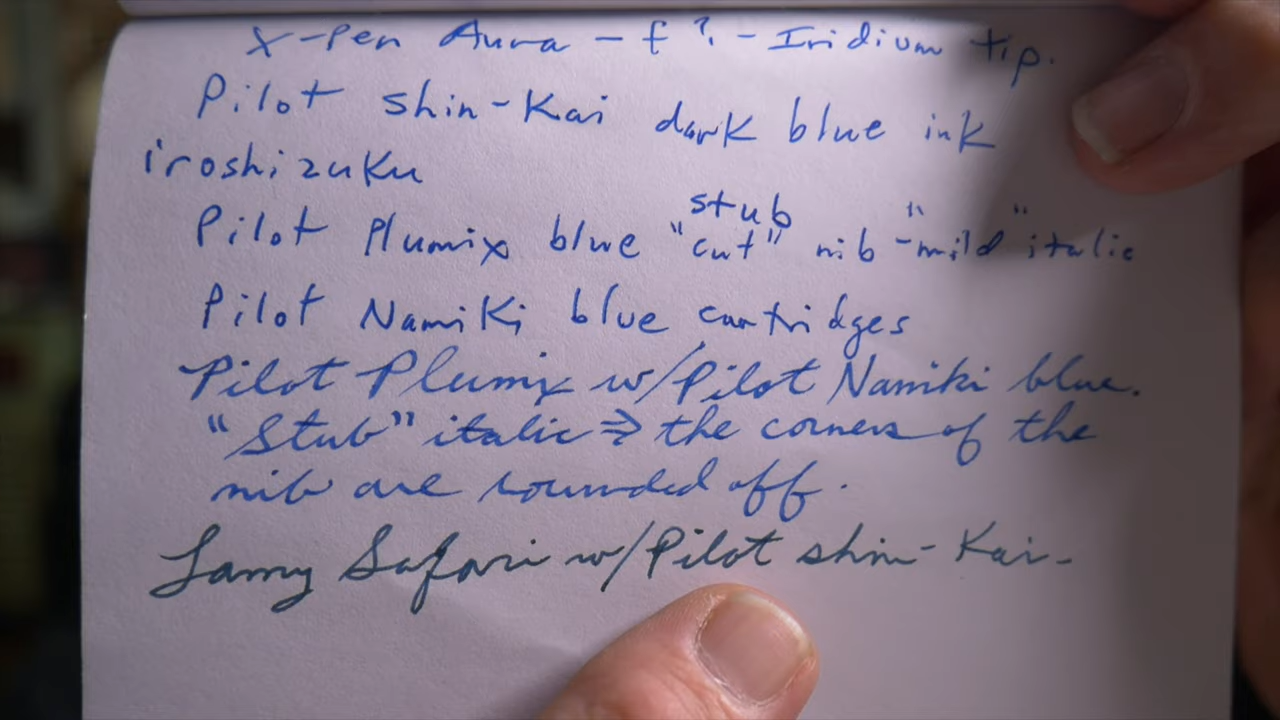 X-Pen Aura - f? - Iridium tip.
Pilot shin-Kai dark blue ink
iroshizuku
stub
Pilot Plumix blue "cut" nib - "mild" italic
Pilot Namiki blue cartridges
Pilot Plumix w/Pilot Namiki blue.
"Stub" italic ⇒ the corners of the
nib are rounded off.
Lamy Safari w/Pilot shin-Kai-